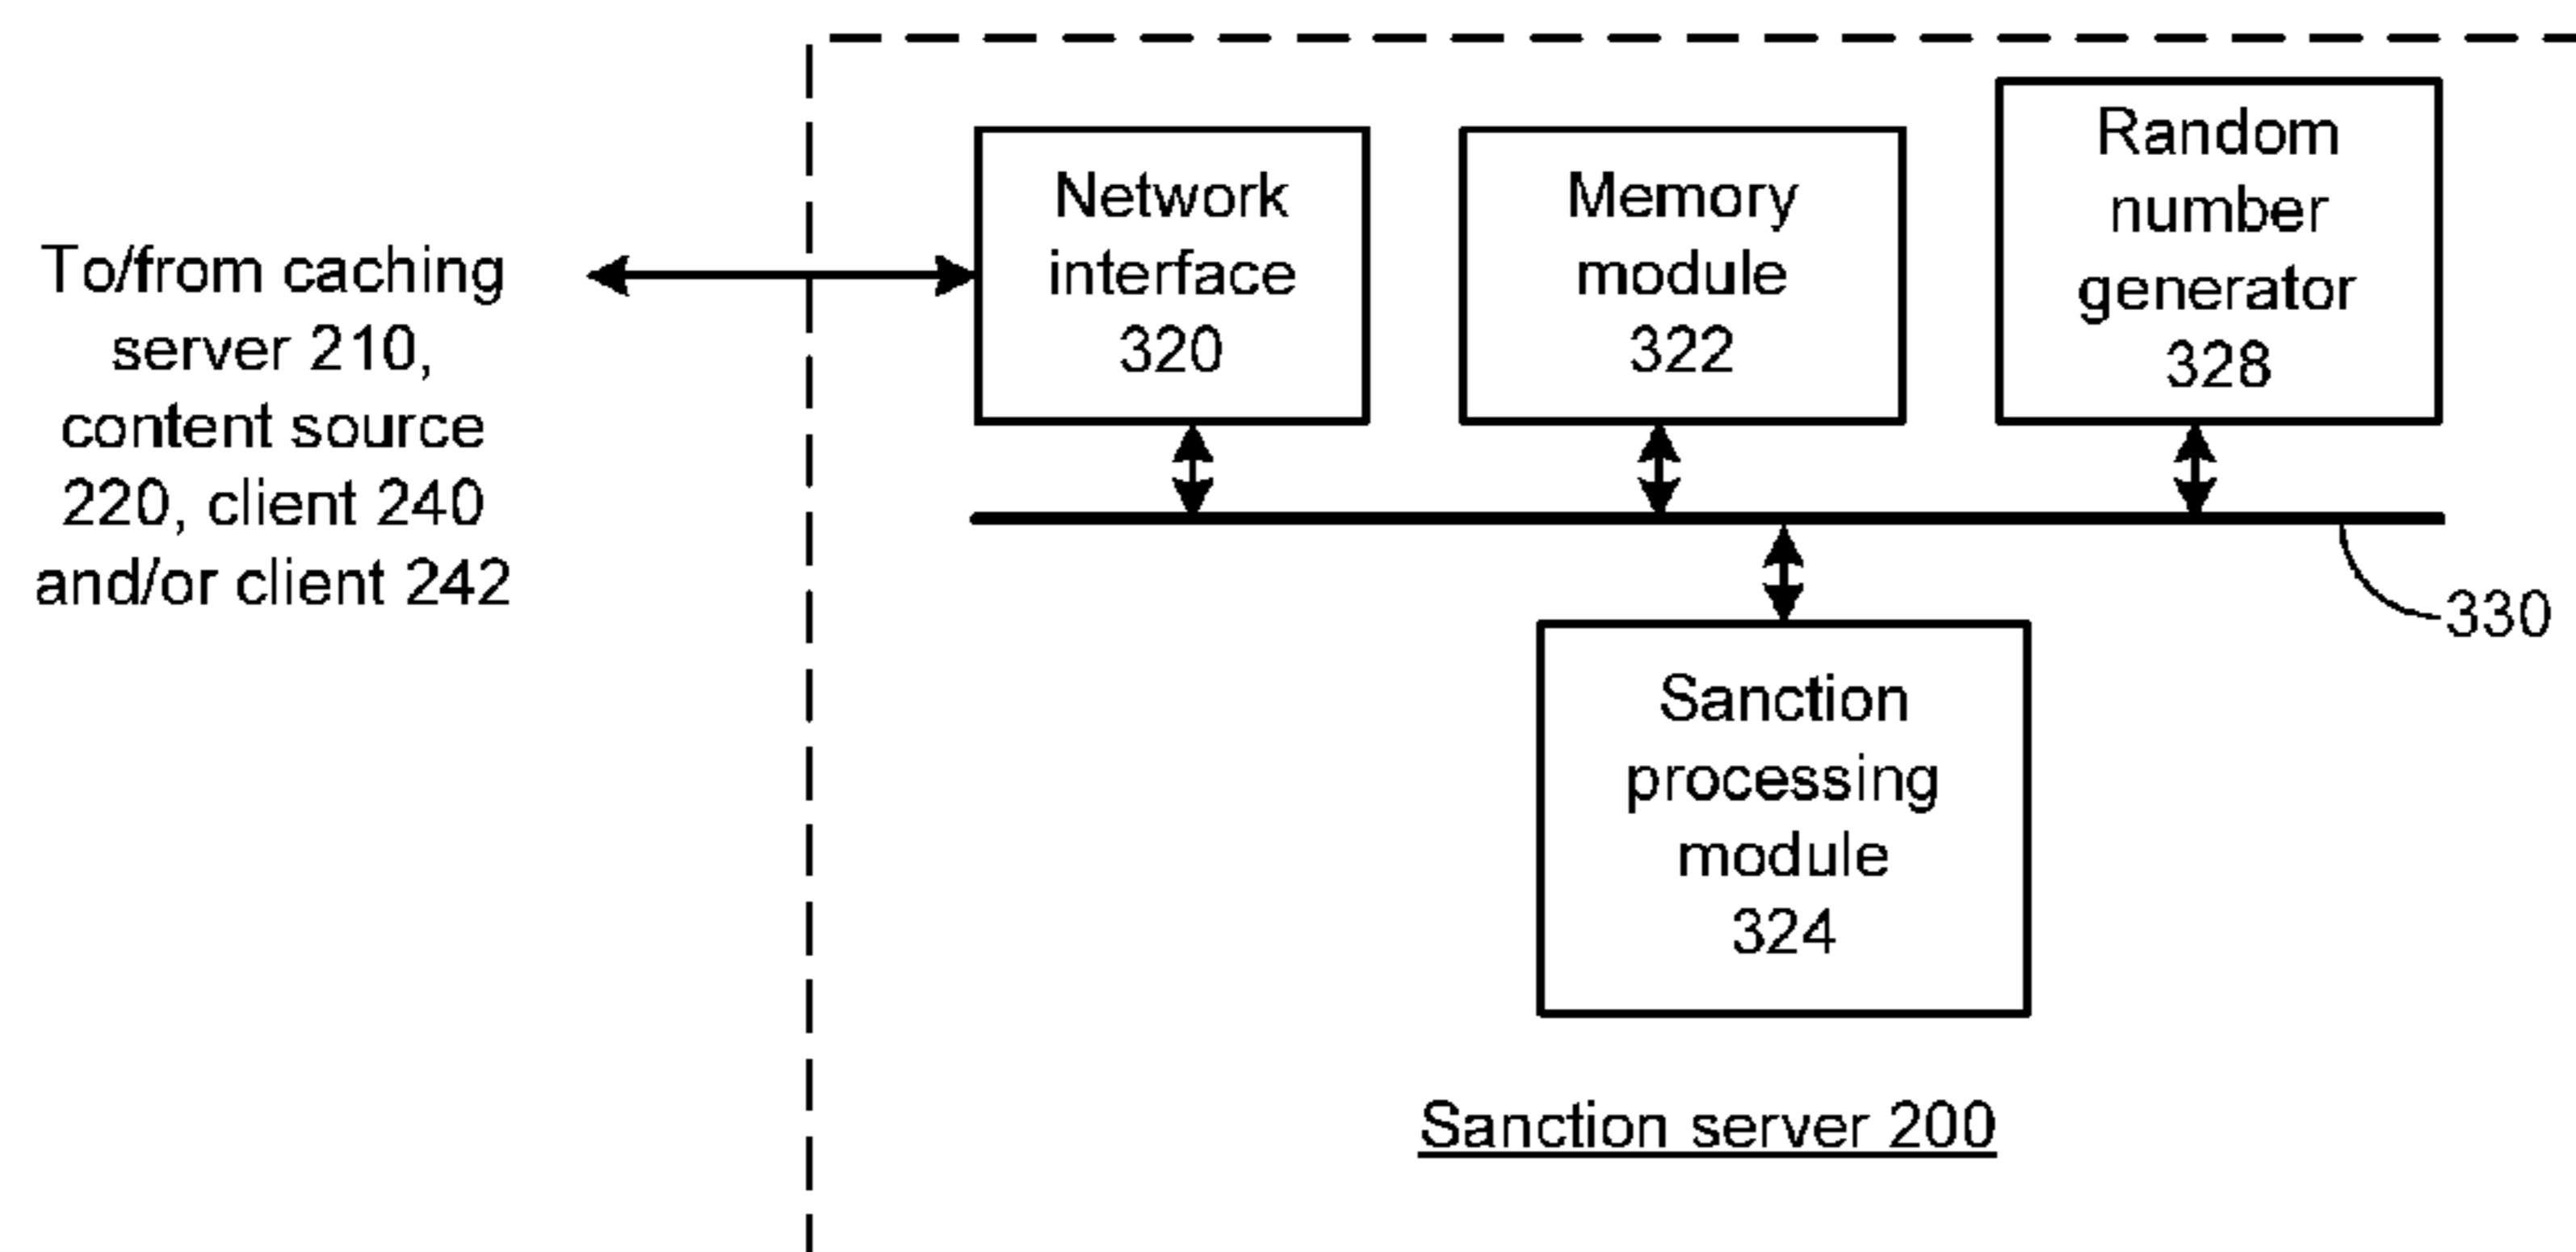 To/from caching
server 210,
content source
220, client 240
and/or client 242
Network
interface
320
Memory
module
322
Random
number
generator
328
330
Sanction
processing
module
324
Sanction server 200